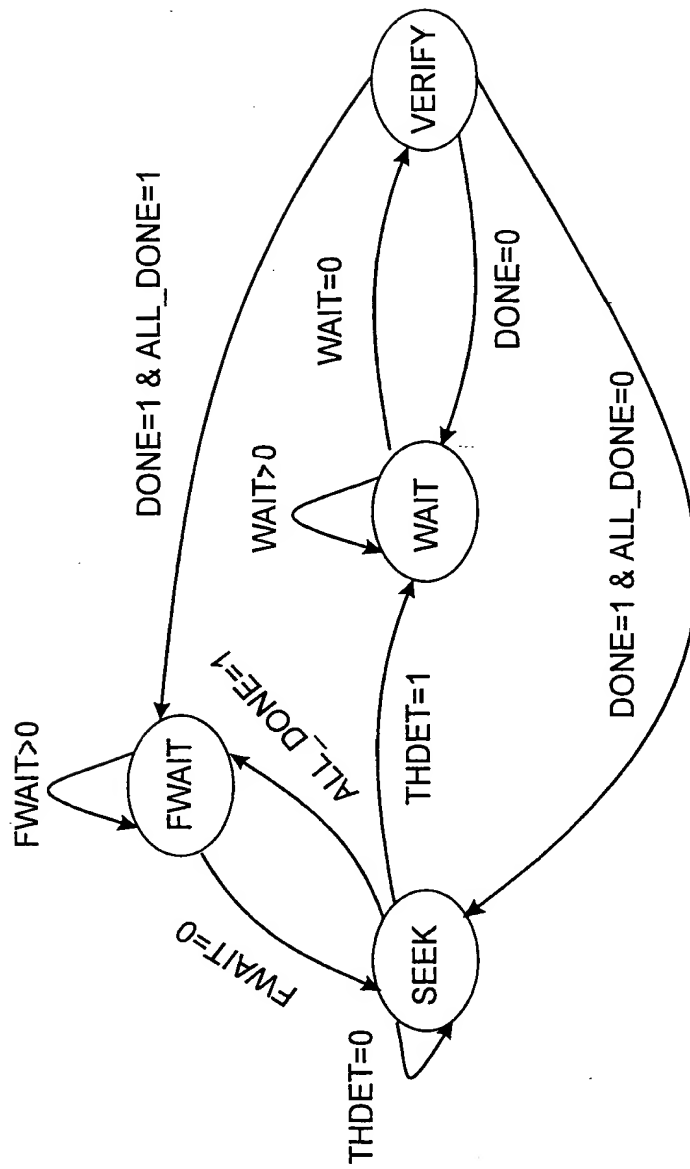 FWAIT>0
DONE=1 & ALL_DONE=1
FWAIT
FWAIT=0
ALL_DONE=1
WAIT>0
WAIT=0
THDET=0
SEEK
THDET=1
WAIT
VERIFY
DONE=0
DONE=1 & ALL_DONE=0